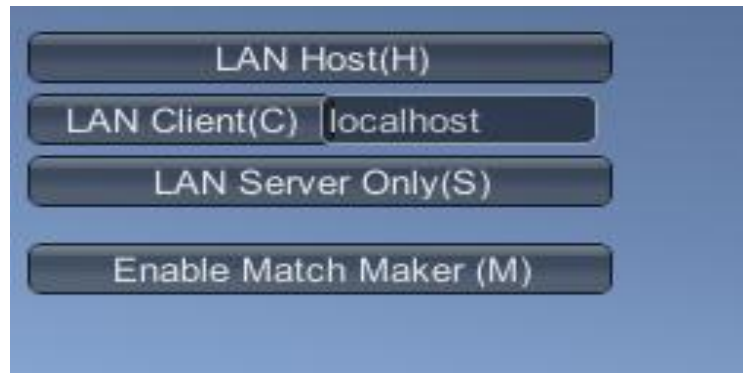 LAN Host(H)
LAN Client(C) localhost
LAN Server Only(S)
Enable Match Maker (M)